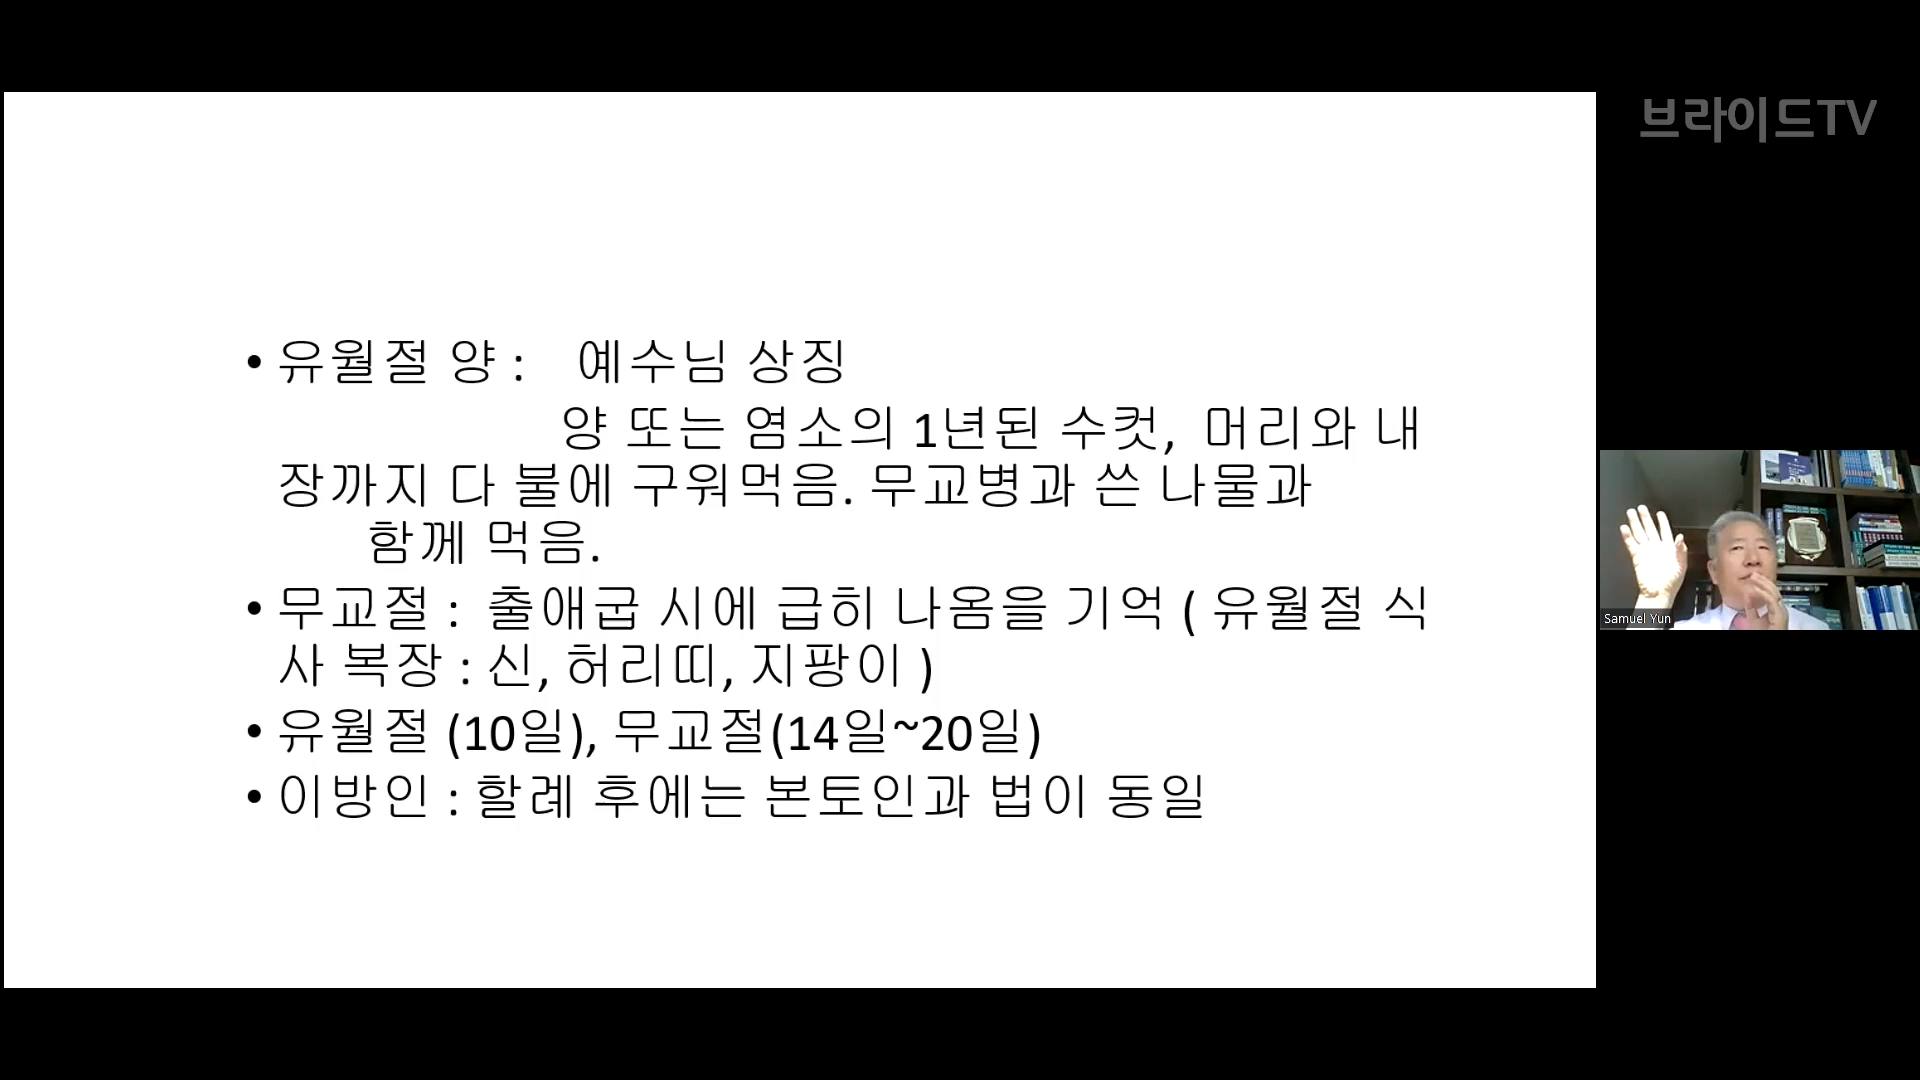 브라이드TV
• 유월절 양 : 예수님 상징
양 또는 염소의 1년된 수컷, 머리와 내
장까지 다 불에 구워먹음. 무교병과 쓴 나물과
함께 먹음.
• 무교절 : 출애굽 시에 급히 나옴을 기억 ( 유월절 식
사 복장 : 신, 허리띠, 지팡이 )
• 유월절 (10일), 무교절(14일~20일)
• 이방인 : 할례 후에는 본토인과 법이 동일
Samuel Yun